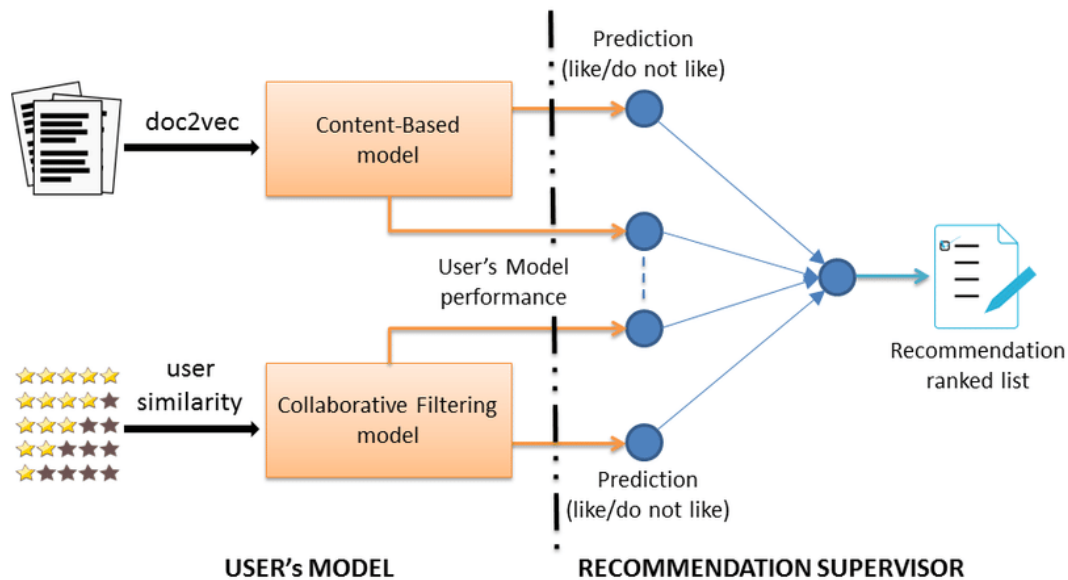 Prediction
(like/do not like)
doc2vec
Content-Based
model
User's Model
performance
user
similarity
Collaborative Filtering
model
Recommendation
ranked list
Prediction
(like/do not like)
USER's MODEL
RECOMMENDATION SUPERVISOR